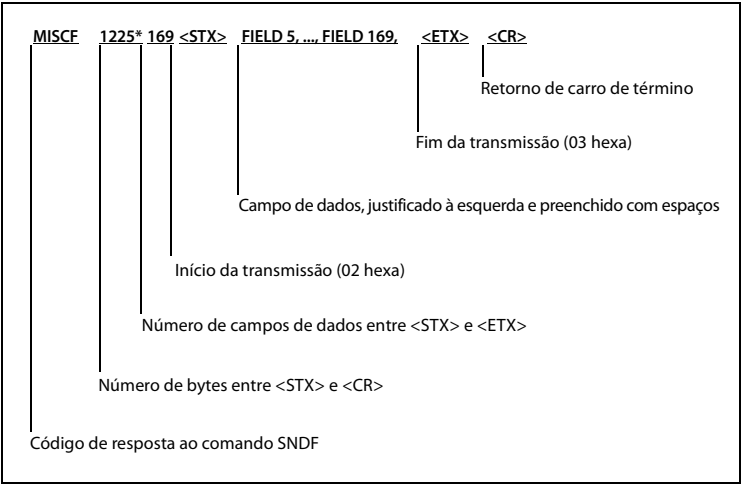 MISCF 1225* 169 <STX> FIELD 5, ..., FIELD 169, <ETX> <CR>
Retorno de carro de término
Fim da transmissão (03 hexa)
Campo de dados, justificado à esquerda e preenchido com espaços
Início da transmissão (02 hexa)
Número de campos de dados entre <STX> e <ETX>
Número de bytes entre <STX> e <CR>
Código de resposta ao comando SNDF